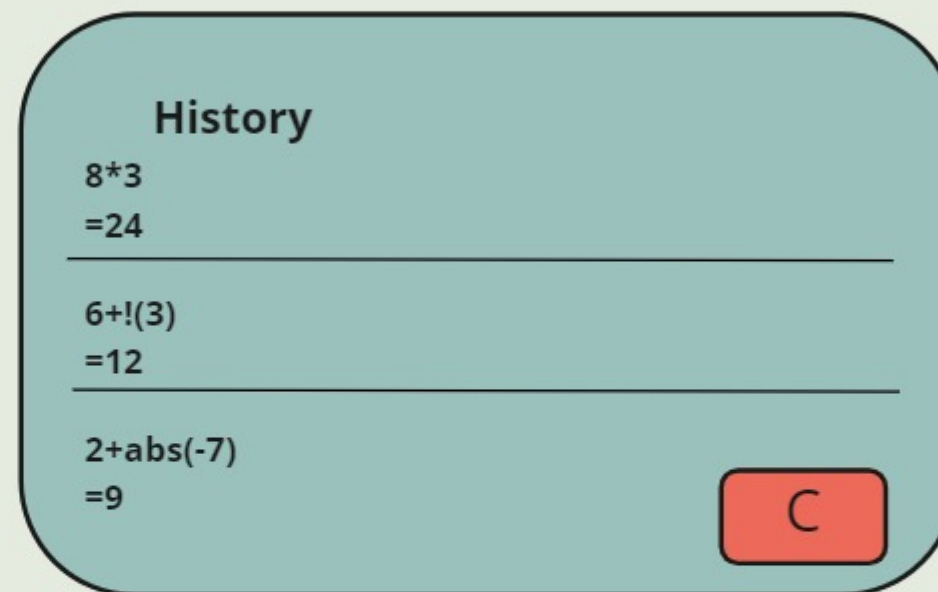 History
8*3
=24
6+!(3)
=12
2+abs(-7)
=9
C